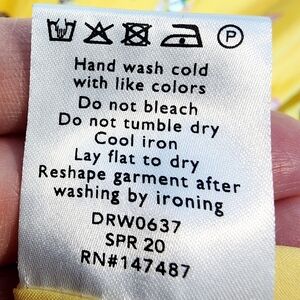 P
Hand wash cold
with like colors
Do not bleach
Do not tumble dry
Cool iron
Lay flat to dry
Reshape garment after
washing by ironing
DRW0637
SPR 20
RN#147487